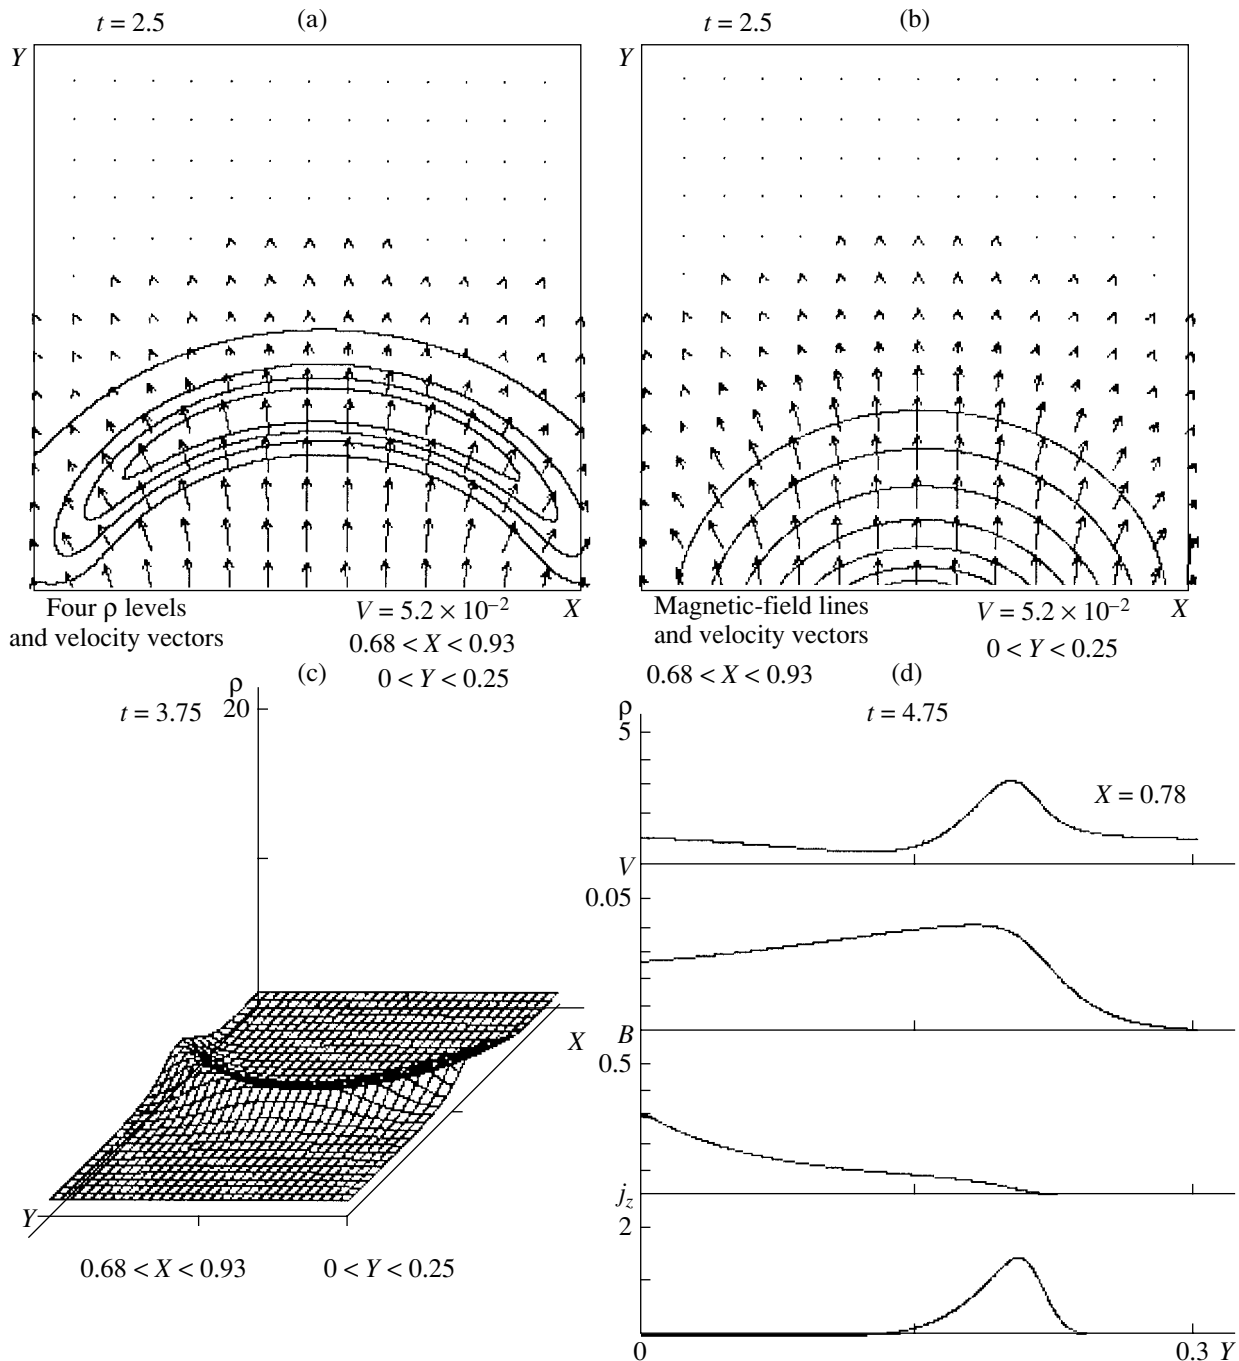 (a)
t = 2.5
Y
X
Four ρ levels
and velocity vectors
V = 5.2 × 10–2
0.68 < X < 0.93
0 < Y < 0.25
(b)
t = 2.5
Y
X
Magnetic-field lines
and velocity vectors
V = 5.2 × 10–2
0 < Y < 0.25
0.68 < X < 0.93
(c)
ρ
t = 3.75
20
X
Y
0.68 < X < 0.93
0 < Y < 0.25
(d)
t = 4.75
ρ
5
X = 0.78
V
0.05
B
0.5
jz
2
0
0.3
Y